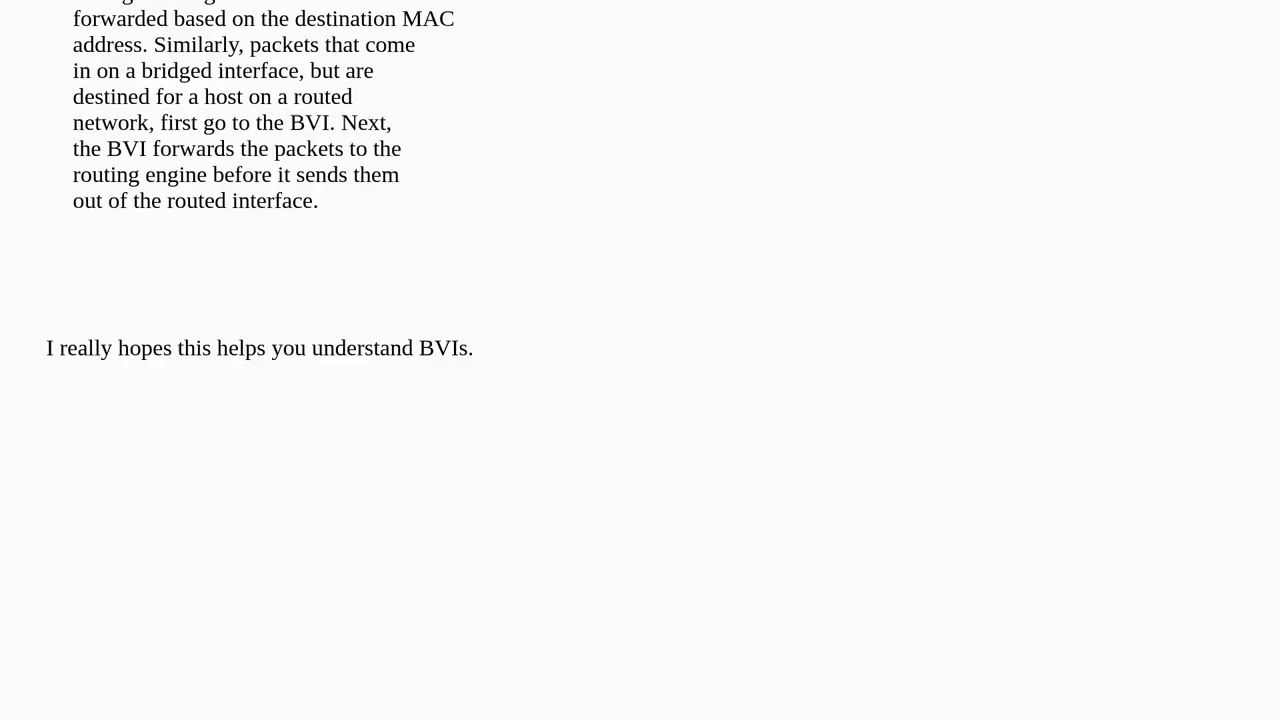 forwarded based on the destination MAC
address. Similarly, packets that come
in on a bridged interface, but are
destined for a host on a routed
network, first go to the BVI. Next,
the BVI forwards the packets to the
routing engine before it sends them
out of the routed interface.
I really hopes this helps you understand BVIs.